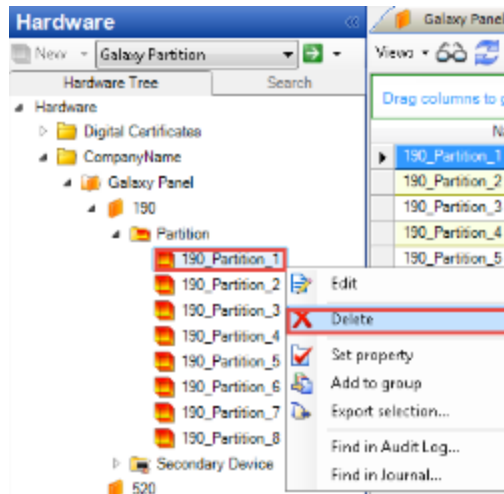 Hardware
New Galaxy Partition
Hardware Tree Search
Hardware
Digital Certificates
CompanyName
Galaxy Panel
190
Partition
190_Partition_1
190_Partition_2
190_Partition_3
190_Partition_4
190_Partition_5
190_Partition_6
190_Partition_7
190_Partition_8
Secondary Device
520
Galaxy Panel
Views
Drag columns to g
Na
190_Partition_1
190_Partition_2
190_Partition_3
190_Partition_4
190_Partition_5
Edit
Delete
Set property
Add to group
Export selection...
Find in Audit Log...
Find in Journal...